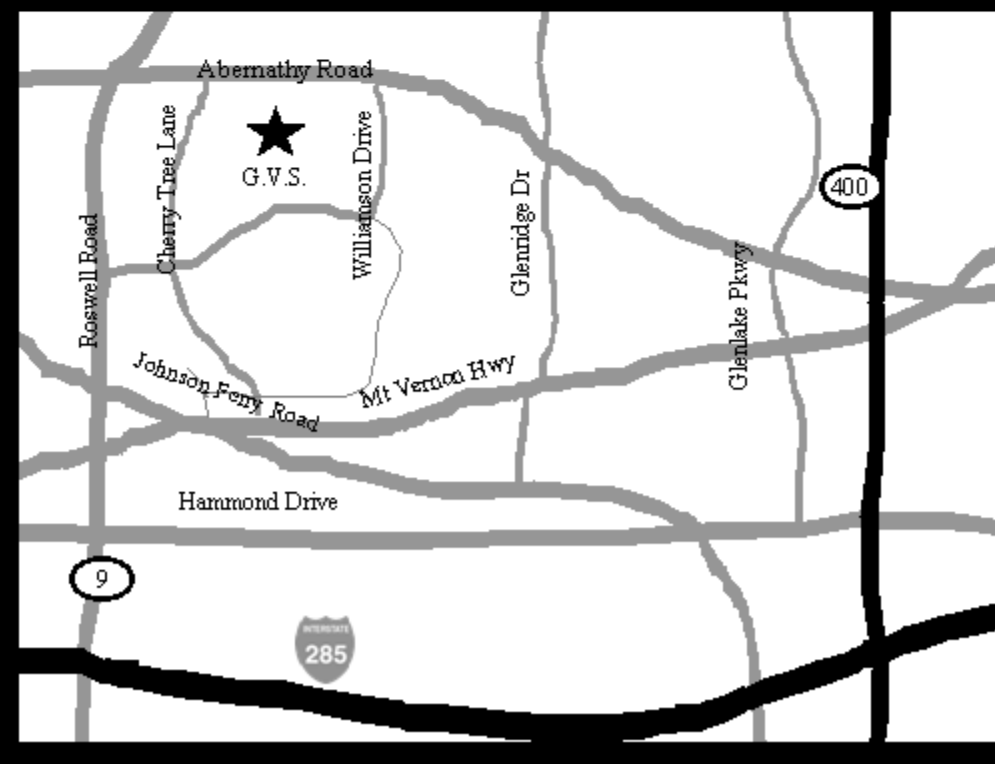 Abernathy Road
Cherry Tree Lane
G.V.S.
Williamson Drive
Glenridge Dr
400
Roswell Road
Glenlake Pkwy
Johnson Ferry Road
Mt Vernon Hwy
Hammond Drive
9
INTERSTATE
285